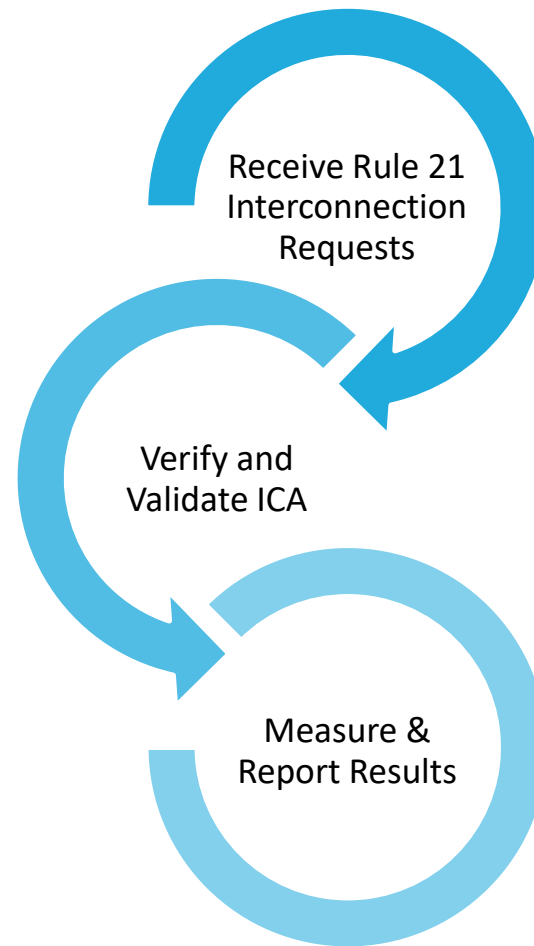 Receive Rule 21
Interconnection
Requests
Verify and
Validate ICA
Measure &
Report Results